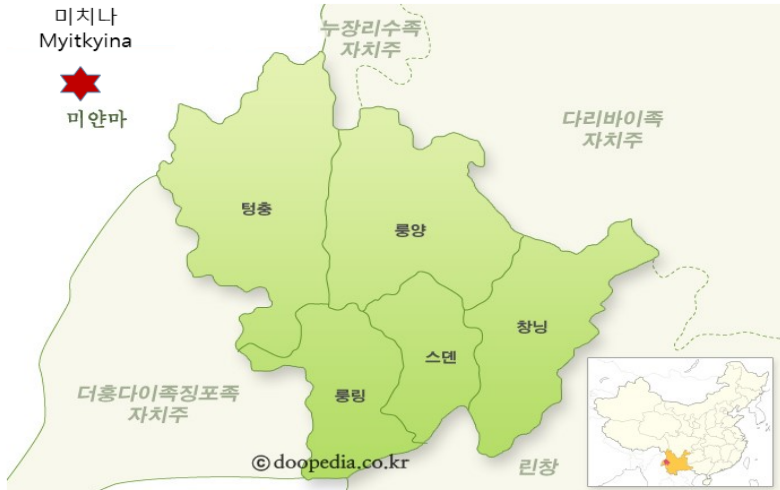 미치나
Myitkyina
미얀마
누장리수족
자치주
다리바이족
자치주
텅충
룽양
창닝
스뎬
룽링
더훙다이족징포족
자치주
린창
© doopedia.co.kr